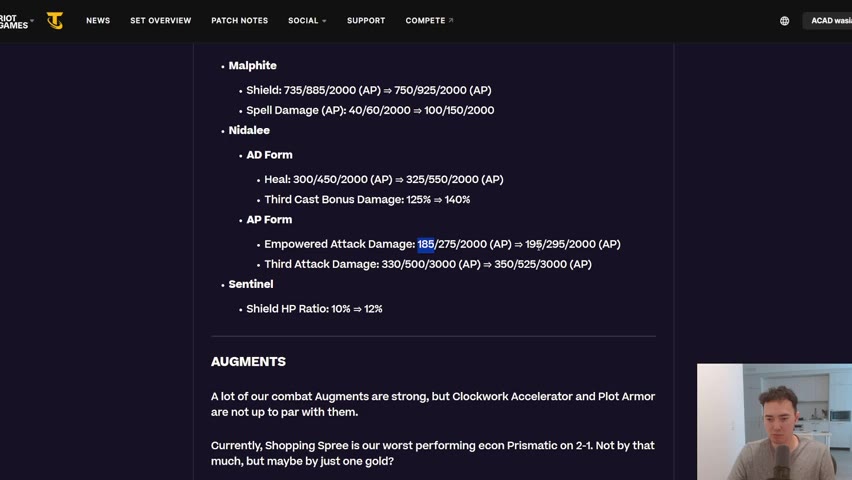 RIOT GAMES
NEWS SET OVERVIEW PATCH NOTES SOCIAL SUPPORT COMPETE
ACAD
• Malphite
• Shield: 735/885/2000 (AP) ⇒ 750/925/2000 (AP)
• Spell Damage (AP): 40/60/2000 ⇒ 100/150/2000
• Nidalee
• AD Form
• Heal: 300/450/2000 (AP) ⇒ 325/550/2000 (AP)
• Third Cast Bonus Damage: 125% ⇒ 140%
• AP Form
• Empowered Attack Damage: 185/275/2000 (AP) ⇒ 195/295/2000 (AP)
• Third Attack Damage: 330/500/3000 (AP) ⇒ 350/525/3000 (AP)
• Sentinel
• Shield HP Ratio: 10% ⇒ 12%
AUGMENTS
A lot of our combat Augments are strong, but Clockwork Accelerator and Plot Armor
are not up to par with them.
Currently, Shopping Spree is our worst performing econ Prismatic on 2-1. Not by that
much, but maybe by just one gold?